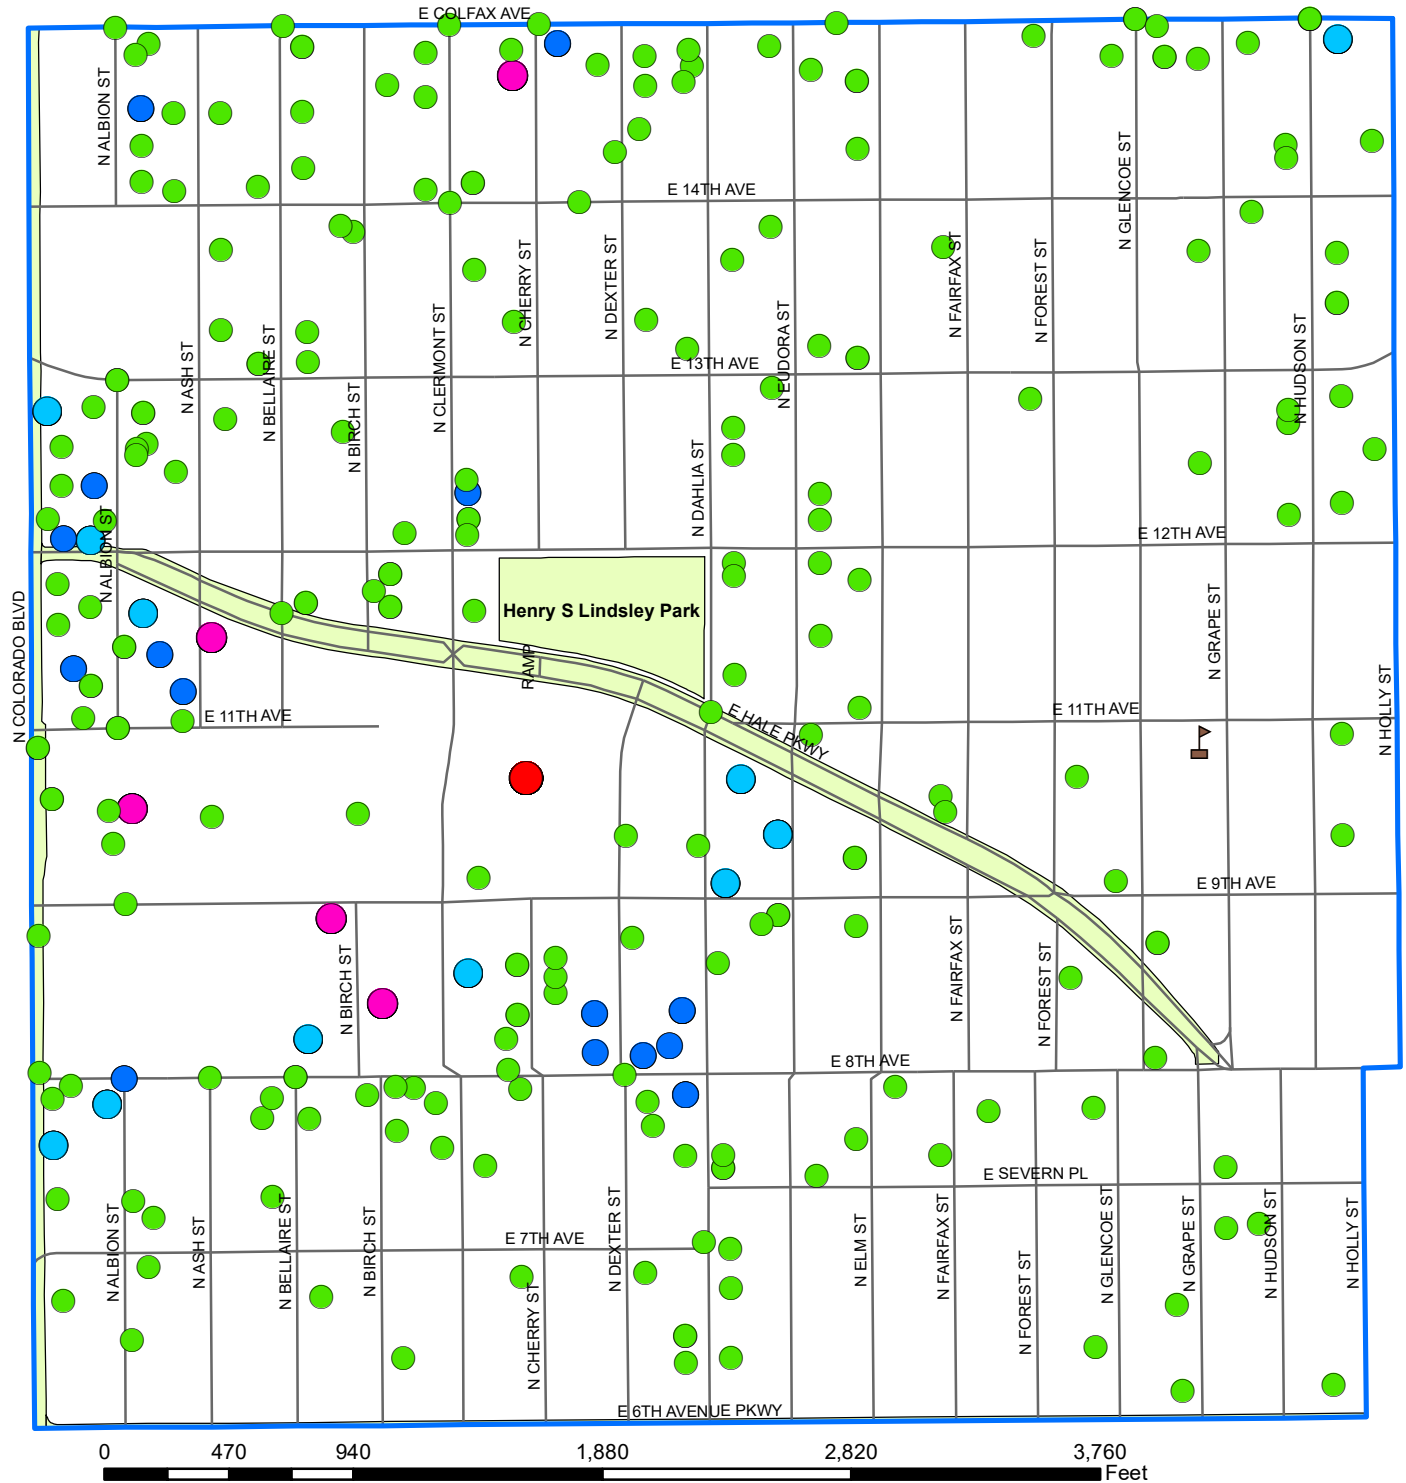 E COLFAX AVE
N ALBION ST
N GLENCOE ST
E 14TH AVE
N CHERRY ST
N DEXTER ST
N FAIRFAX ST
N FOREST ST
N CLERMONT ST
N EUDORA ST
N HUDSON ST
N BELLAIRE ST
N ASH ST
E 13TH AVE
N BIRCH ST
N DAHLIA ST
N ALBION ST
E 12TH AVE
N COLORADO BLVD
Henry S Lindsley Park
N GRAPE ST
RAMP
N HOLLY ST
E 11TH AVE
E HALE PKWY
E 11TH AVE
E 9TH AVE
N BIRCH ST
N FAIRFAX ST
N FOREST ST
E 8TH AVE
E SEVERN PL
N ALBION ST
N ASH ST
N BELLAIRE ST
N BIRCH ST
E 7TH AVE
N DEXTER ST
N ELM ST
N FAIRFAX ST
N GLENCOE ST
N GRAPE ST
N HUDSON ST
N HOLLY ST
N CHERRY ST
N FOREST ST
E 6TH AVENUE PKWY
0 470 940 1,880 2,820 3,760
Feet